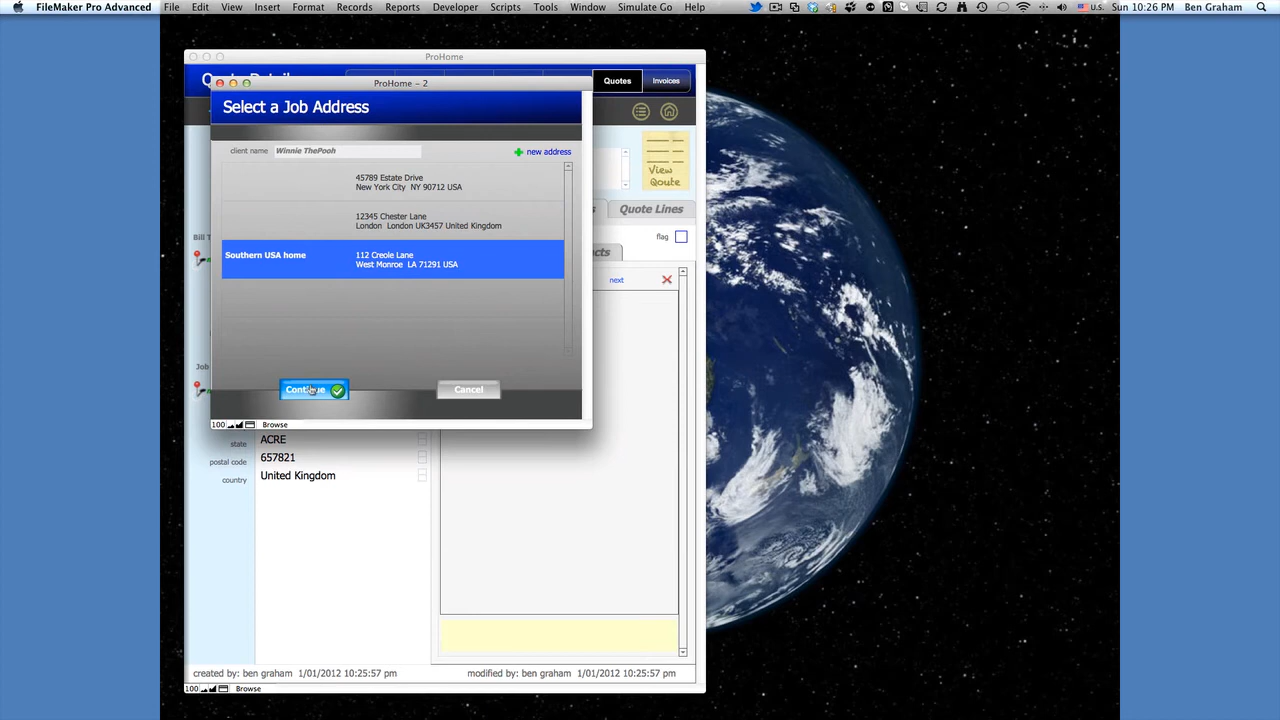 FileMaker Pro Advanced File Edit View Insert Format Records Reports Developer Scripts Tools Window Simulate Go Help U.S. Sun 10:26 PM Ben Graham
ProHome
Quotes Invoices
ProHome - 2
Select a Job Address
client name Winnie ThePooh new address
45789 Estate Drive
New York City NY 90712 USA
12345 Chester Lane
London London UK3457 United Kingdom
Southern USA home 112 Creole Lane
West Monroe LA 71291 USA
Continue Cancel
100 Browse
View
Qoute
Quote Lines
flag
next
Bill
Job
state ACRE
postal code 657821
country United Kingdom
created by: ben graham 1/01/2012 10:25:57 pm modified by: ben graham 1/01/2012 10:25:57 pm
100 Browse